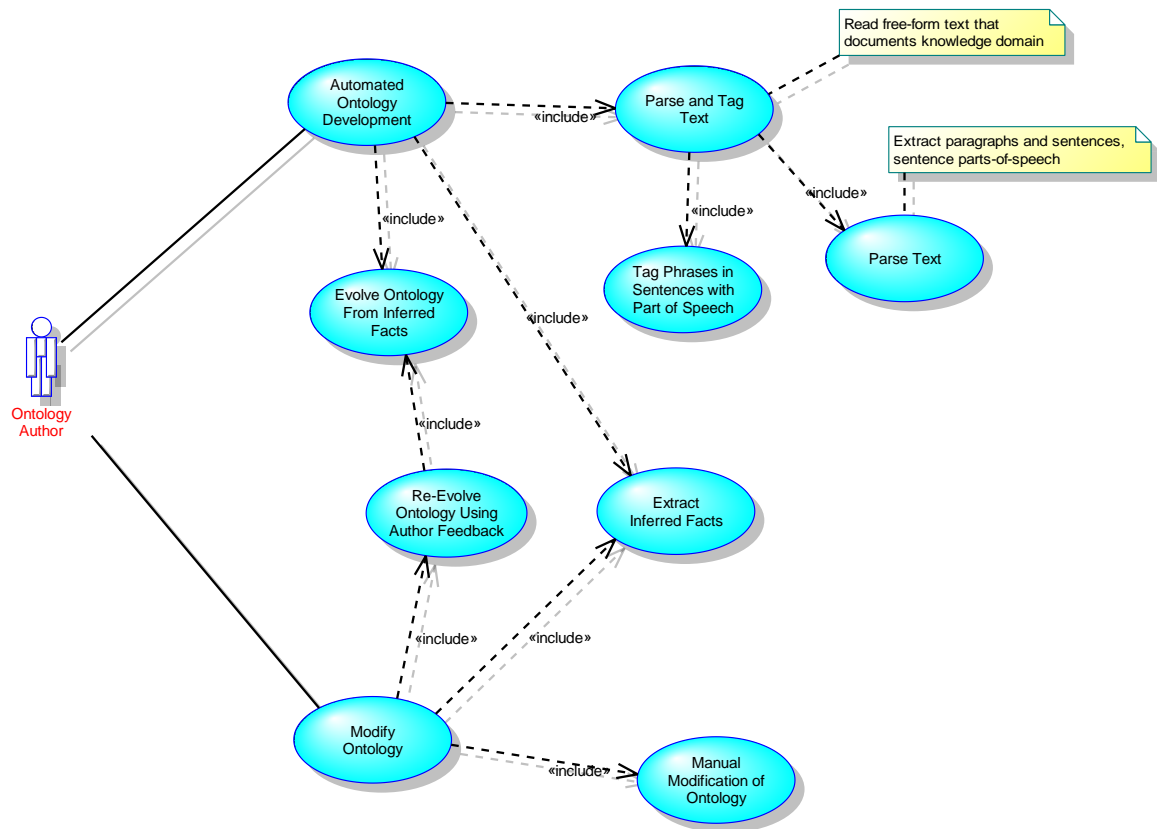 Read free-form text that
documents knowledge domain
Automated
Ontology
Development
«include»
Parse and Tag
Text
Extract paragraphs and sentences,
sentence parts-of-speech
«include»
«include»
«include»
Parse Text
Tag Phrases in
Sentences with
Part of Speech
Evolve Ontology
From Inferred
Facts
«include»
Ontology
Author
«include»
Re-Evolve
Ontology Using
Author Feedback
Extract
Inferred Facts
«include»
«include»
Modify
Ontology
«include»
Manual
Modification of
Ontology